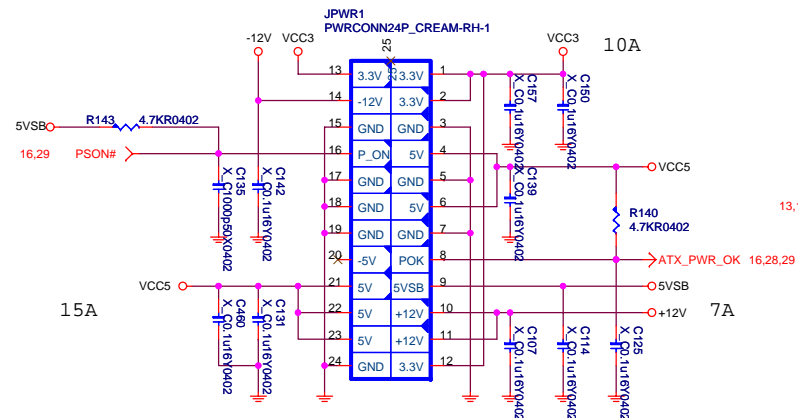 JPWR1
PWRCONN24P_CREAM-RH-1
25
25
-12V
VCC3
VCC3
10A
13 3.3V 3.3V 1
14 -12V 3.3V 2
15 GND GND 3
16 P_ON 5V 4
17 GND GND 5
18 GND 5V 6
19 GND GND 7
20 -5V POK 8
21 5V 5VSB 9
22 5V +12V 10
23 5V +12V 11
24 GND 3.3V 12
5VSB
R143
4.7KR0402
16,29 PSON#
C135
X_C1000p50X0402
C142
X_C0.1u16Y0402
C157
X_C0.1u16Y0402
C150
X_C0.1u16Y0402
C139
X_C0.1u16Y0402
VCC5
R140
4.7KR0402
13,
ATX_PWR_OK 16,28,29
5VSB
7A
+12V
VCC5
15A
C460
X_C0.1u16Y0402
C131
X_C0.1u16Y0402
C107
X_C0.1u16Y0402
C114
X_C0.1u16Y0402
C125
X_C0.1u16Y0402